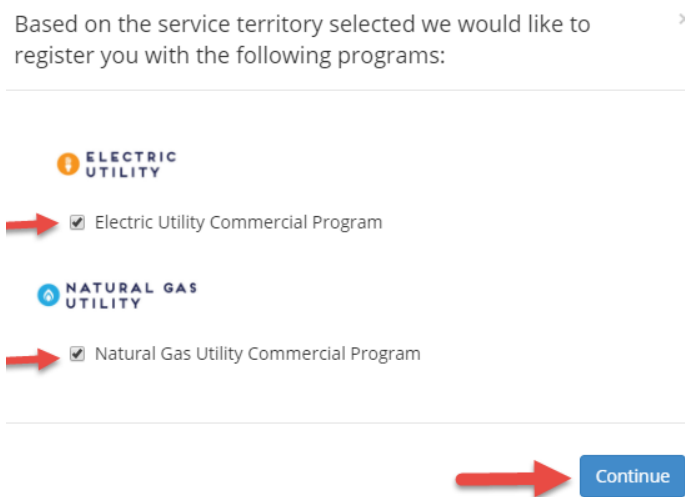 Based on the service territory selected we would like to
register you with the following programs:
ELECTRIC
UTILITY
Electric Utility Commercial Program
NATURAL GAS
UTILITY
Natural Gas Utility Commercial Program
Continue